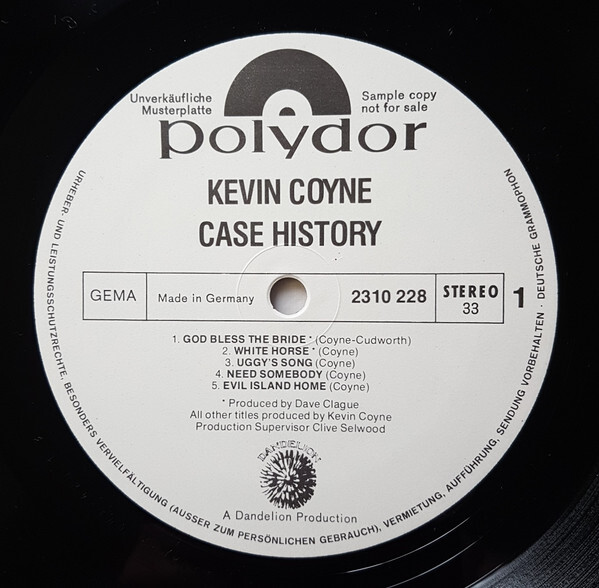 Unverkäufliche
Musterplatte
Sample copy
not for sale
polydor
KEVIN COYNE
CASE HISTORY
GEMA
Made in Germany
2310 228
STEREO
33
1
1. GOD BLESS THE BRIDE * (Coyne-Cudworth)
2. WHITE HORSE * (Coyne)
3. UGGY'S SONG (Coyne)
4. NEED SOMEBODY (Coyne)
5. EVIL ISLAND HOME (Coyne)
* Produced by Dave Clague
All other titles produced by Kevin Coyne
Production Supervisor Clive Selwood
DANDELION
A Dandelion Production
URHEBER- UND LEISTUNGSSCHUTZRECHTE, BESONDERS VERVIELFÄLTIGUNG (AUSSER ZUM PERSÖNLICHEN GEBRAUCH), VERMIETUNG, AUFFÜHRUNG, SENDUNG VORBEHALTEN · DEUTSCHE GRAMMOPHON